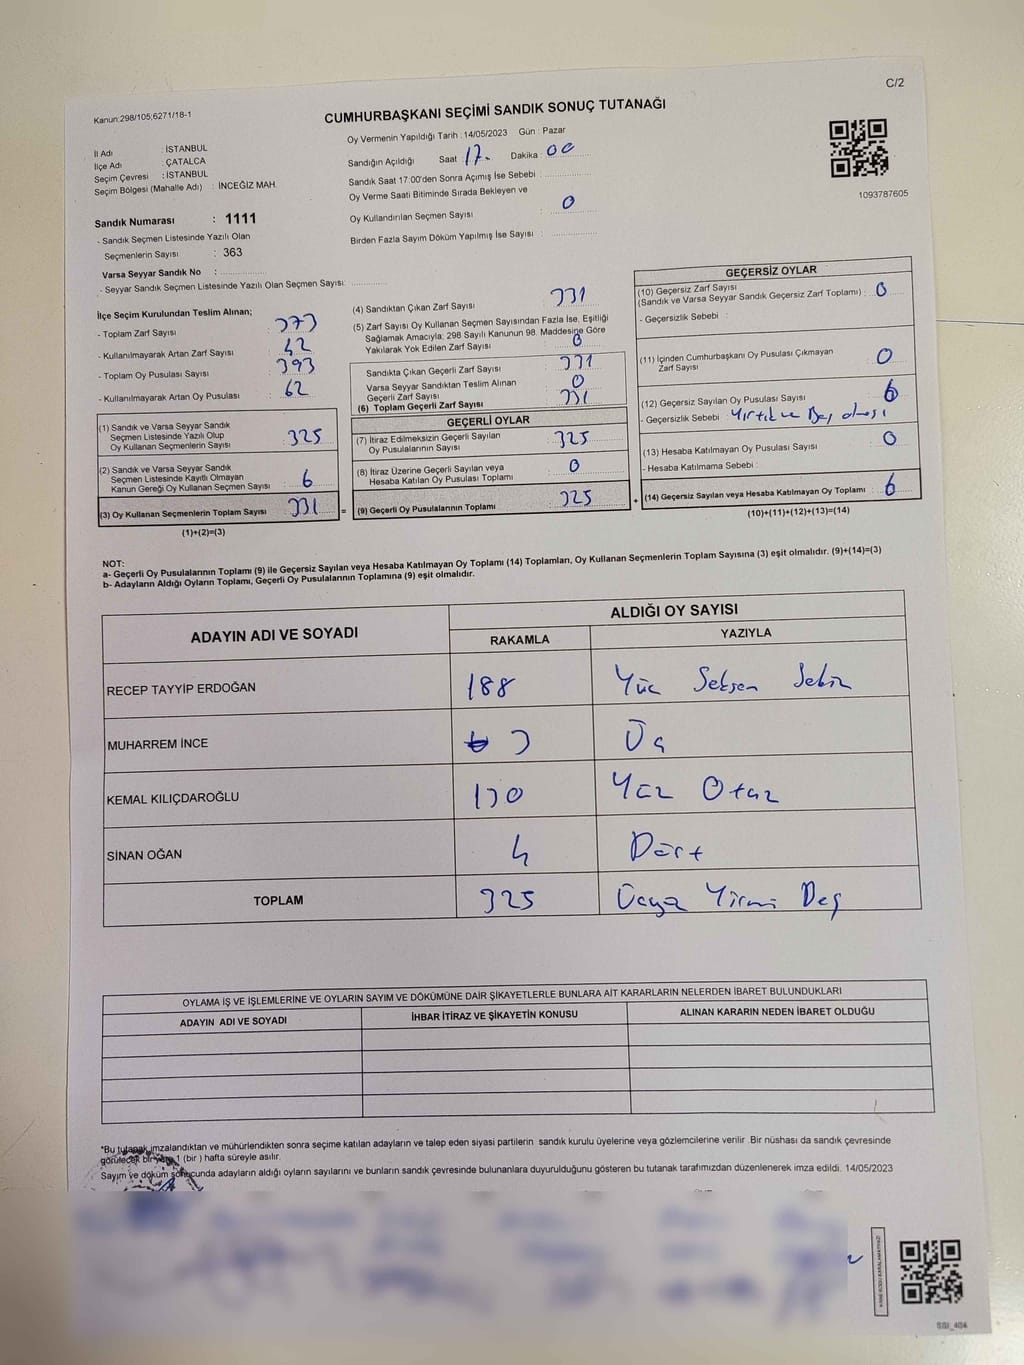 C/2
Kanun:298/105;6271/18-1
CUMHURBAŞKANI SEÇİMİ SANDIK SONUÇ TUTANAĞI
Oy Vermenin Yapıldığı Tarih : 14/05/2023 Gün : Pazar
İl Adı : İSTANBUL
İlçe Adı : ÇATALCA
Seçim Çevresi : İSTANBUL
Seçim Bölgesi (Mahalle Adı) : İNCEĞİZ MAH.
Sandığın Açıldığı Saat 17. Dakika : 00
Sandık Saat 17:00'den Sonra Açımış İse Sebebi :
Oy Verme Saati Bitiminde Sırada Bekleyen ve
Oy Kullandırılan Seçmen Sayısı : 0
Birden Fazla Sayım Döküm Yapılmış İse Sayısı :
1093787605
Sandık Numarası : 1111
- Sandık Seçmen Listesinde Yazılı Olan
Seçmenlerin Sayısı : 363
Varsa Seyyar Sandık No :
- Seyyar Sandık Seçmen Listesinde Yazılı Olan Seçmen Sayısı:
İlçe Seçim Kurulundan Teslim Alınan;
- Toplam Zarf Sayısı : 373
- Kullanılmayarak Artan Zarf Sayısı : 42
- Toplam Oy Pusulası Sayısı : 393
- Kullanılmayarak Artan Oy Pusulası : 62
(1) Sandık ve Varsa Seyyar Sandık
Seçmen Listesinde Yazılı Olup
Oy Kullanan Seçmenlerin Sayısı : 325
(2) Sandık ve Varsa Seyyar Sandık
Seçmen Listesinde Kayıtlı Olmayan
Kanun Gereği Oy Kullanan Seçmen Sayısı : 6
(3) Oy Kullanan Seçmenlerin Toplam Sayısı : 331 =
(1)+(2)=(3)
(4) Sandıktan Çıkan Zarf Sayısı : 331
(5) Zarf Sayısı Oy Kullanan Seçmen Sayısından Fazla İse, Eşitliği
Sağlamak Amacıyla; 298 Sayılı Kanunun 98. Maddesine Göre
Yakılarak Yok Edilen Zarf Sayısı : 0
Sandıkta Çıkan Geçerli Zarf Sayısı : 331
Varsa Seyyar Sandıktan Teslim Alınan
Geçerli Zarf Sayısı : 0
(6) Toplam Geçerli Zarf Sayısı : 331
GEÇERLİ OYLAR
(7) İtiraz Edilmeksizin Geçerli Sayılan
Oy Pusulalarının Sayısı : 325
(8) İtiraz Üzerine Geçerli Sayılan veya
Hesaba Katılan Oy Pusulası Toplamı : 0
(9) Geçerli Oy Pusulalarının Toplamı : 325 +
GEÇERSİZ OYLAR
(10) Geçersiz Zarf Sayısı
(Sandık ve Varsa Seyyar Sandık Geçersiz Zarf Toplamı) : 0
- Geçersizlik Sebebi :
(11) İçinden Cumhurbaşkanı Oy Pusulası Çıkmayan
Zarf Sayısı : 0
(12) Geçersiz Sayılan Oy Pusulası Sayısı : 6
- Geçersizlik Sebebi : Yırtık ve Boş olması
(13) Hesaba Katılmayan Oy Pusulası Sayısı : 0
- Hesaba Katılmama Sebebi :
(14) Geçersiz Sayılan veya Hesaba Katılmayan Oy Toplamı : 6
(10)+(11)+(12)+(13)=(14)
NOT:
a- Geçerli Oy Pusulalarının Toplamı (9) ile Geçersiz Sayılan veya Hesaba Katılmayan Oy Toplamı (14) Toplamları, Oy Kullanan Seçmenlerin Toplam Sayısına (3) eşit olmalıdır. (9)+(14)=(3)
b- Adayların Aldığı Oyların Toplamı, Geçerli Oy Pusulalarının Toplamına (9) eşit olmalıdır.
ADAYIN ADI VE SOYADI ALDIĞI OY SAYISI
RAKAMLA YAZIYLA
RECEP TAYYİP ERDOĞAN 188 Yüz Seksen Sekiz
MUHARREM İNCE 3 Üç
KEMAL KILIÇDAROĞLU 130 Yüz Otuz
SİNAN OĞAN 4 Dört
TOPLAM 325 Üçyüz Yirmi Beş
OYLAMA İŞ VE İŞLEMLERİNE VE OYLARIN SAYIM VE DÖKÜMÜNE DAİR ŞİKAYETLERLE BUNLARA AİT KARARLARIN NELERDEN İBARET BULUNDUKLARI
ADAYIN ADI VE SOYADI İHBAR İTİRAZ VE ŞİKAYETİN KONUSU ALINAN KARARIN NEDEN İBARET OLDUĞU
*Bu tutanak imzalandıktan ve mühürlendikten sonra seçime katılan adayların ve talep eden siyasi partilerin sandık kurulu üyelerine veya gözlemcilerine verilir. Bir nüshası da sandık çevresinde
görülecek bir yere 1 (bir ) hafta süreyle asılır.
Sayım ve döküm sonucunda adayların aldığı oyların sayılarını ve bunların sandık çevresinde bulunanlara duyurulduğunu gösteren bu tutanak tarafımızdan düzenlenerek imza edildi. 14/05/2023
KARE KODU KARALAMAYINIZ!
SSI_404